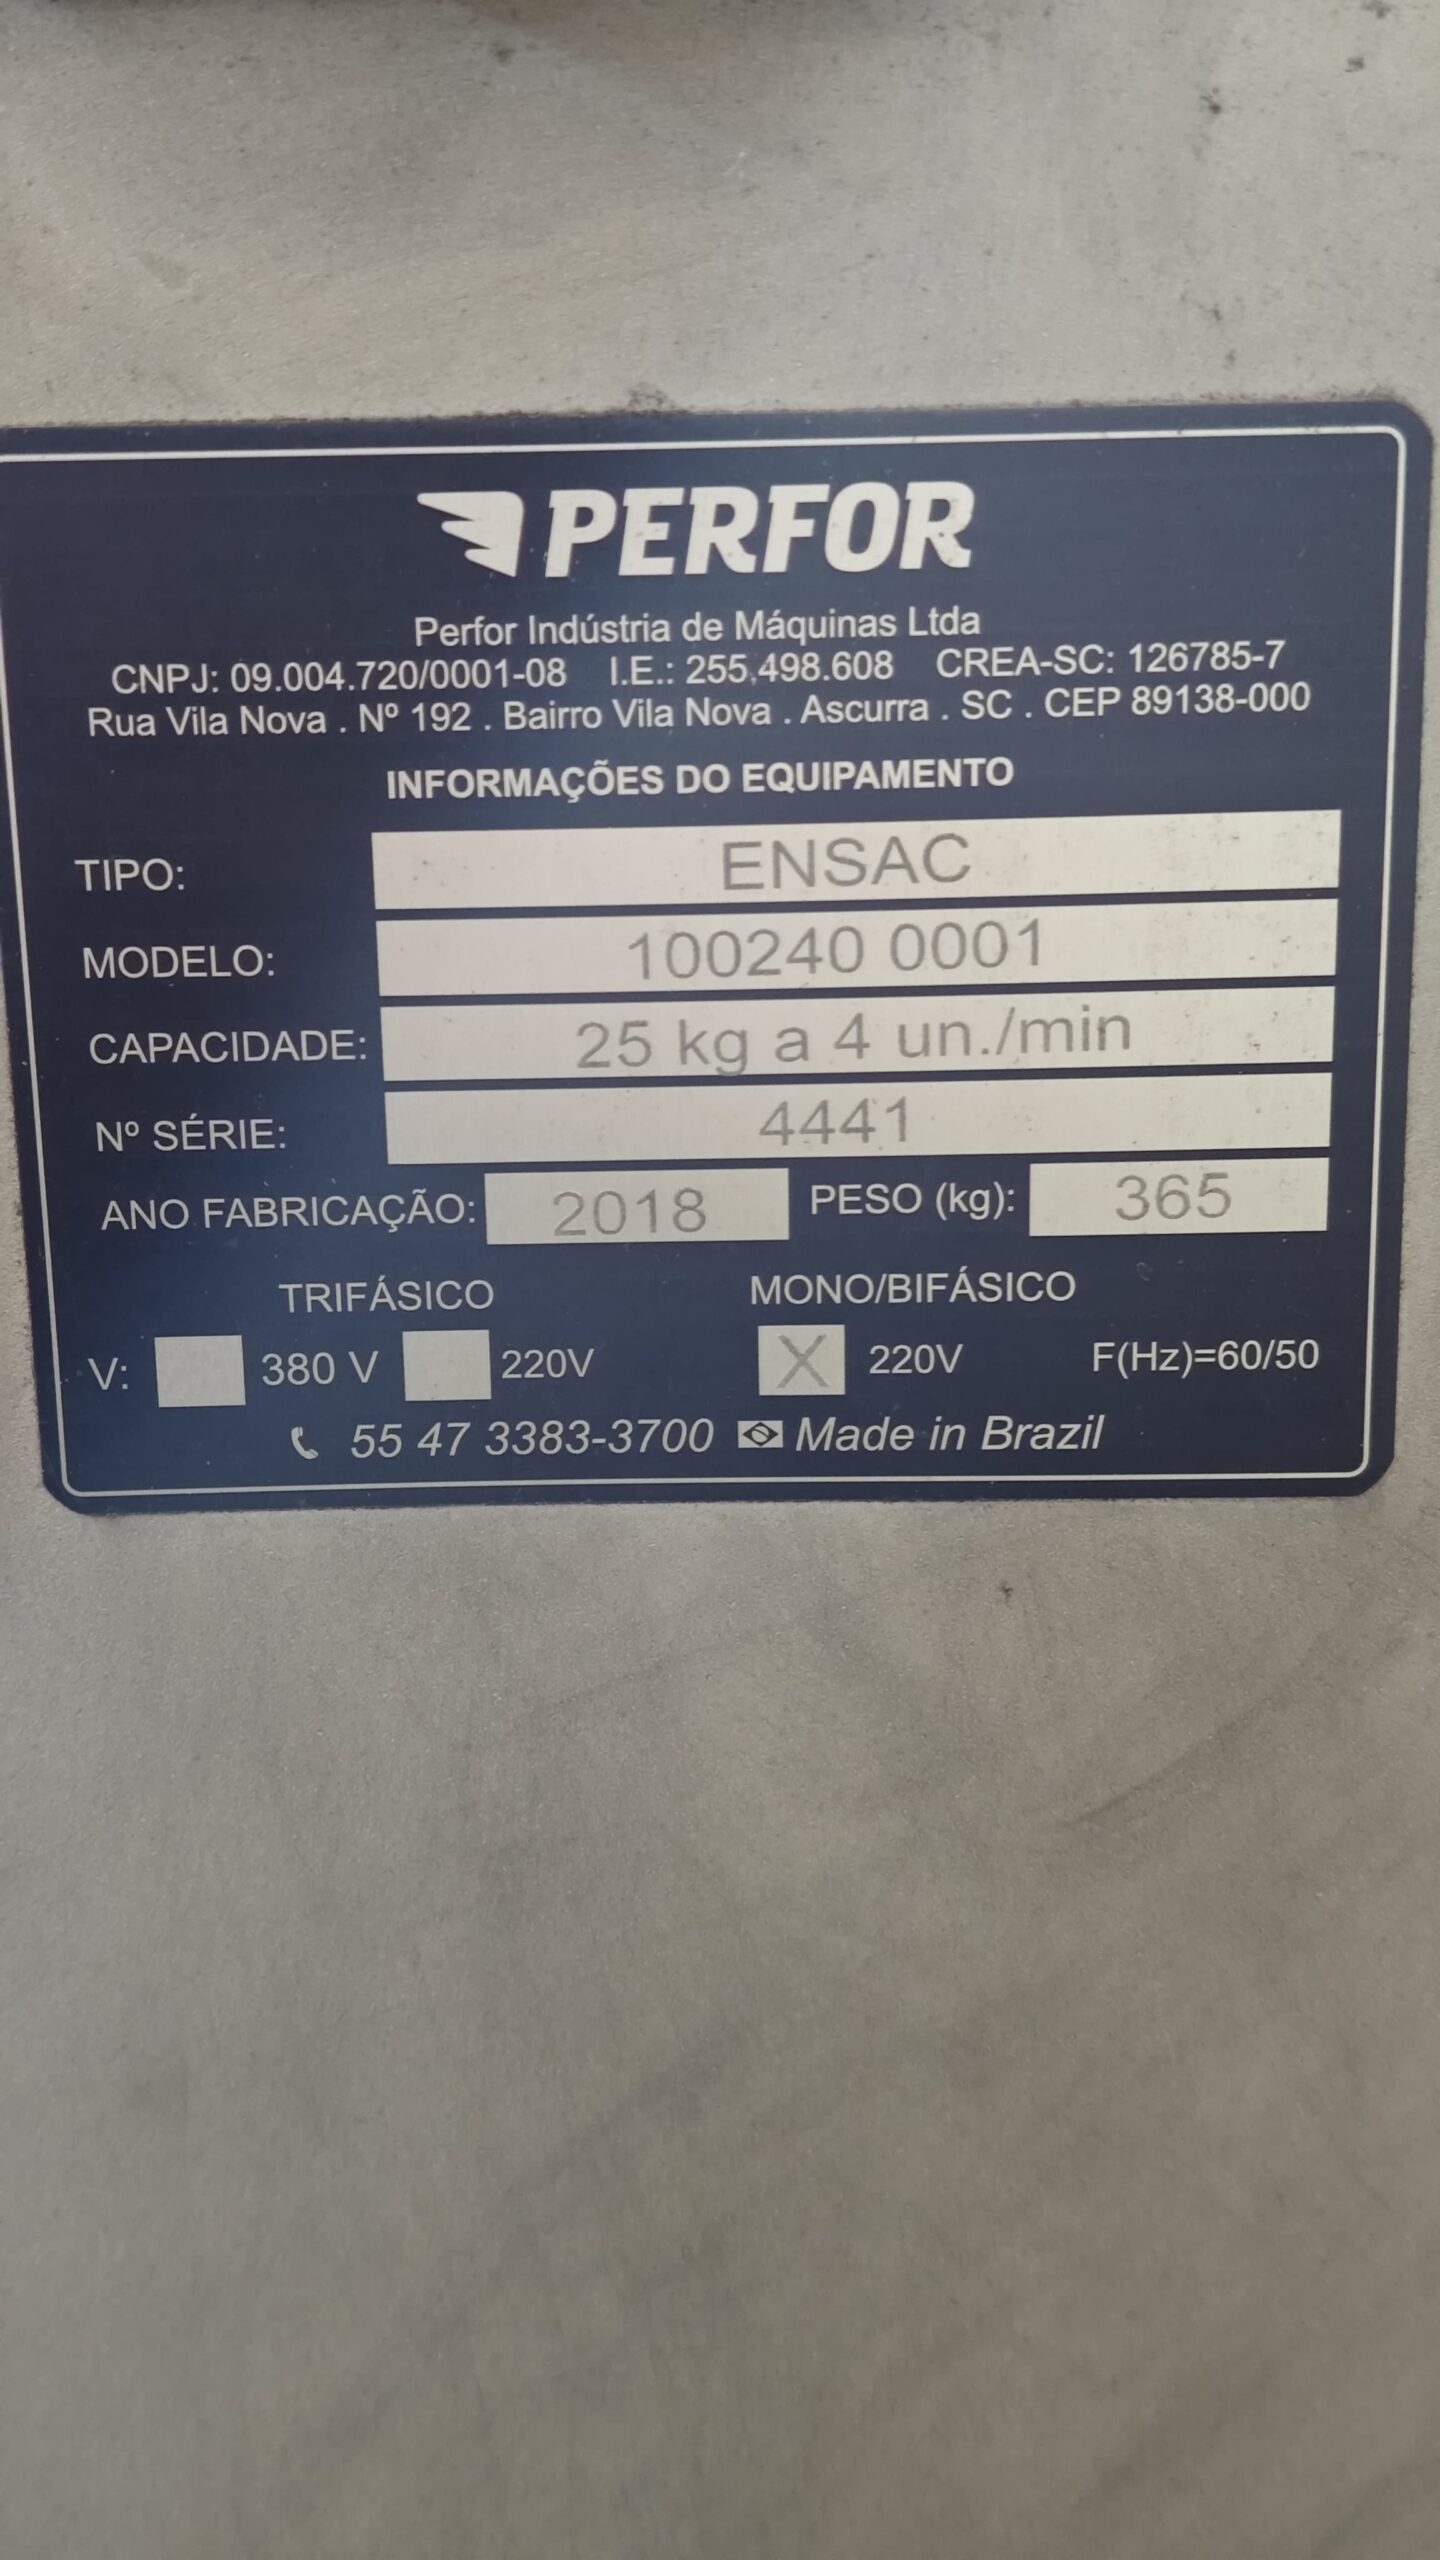 PERFOR
Perfor Indústria de Máquinas Ltda
CNPJ: 09.004.720/0001-08 I.E.: 255.498.608 CREA-SC: 126785-7
Rua Vila Nova . Nº 192 . Bairro Vila Nova . Ascurra . SC . CEP 89138-000
INFORMAÇÕES DO EQUIPAMENTO
TIPO: ENSAC
MODELO: 100240 0001
CAPACIDADE: 25 kg a 4 un./min
Nº SÉRIE: 4441
ANO FABRICAÇÃO: 2018 PESO (kg): 365
TRIFÁSICO MONO/BIFÁSICO
V: 380 V 220V X 220V F(Hz)=60/50
55 47 3383-3700 Made in Brazil